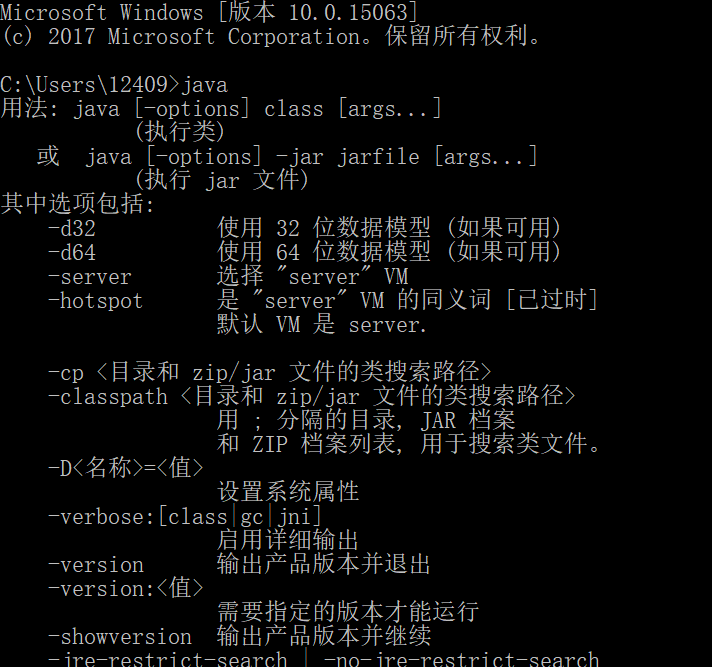 Microsoft Windows [版本 10.0.15063]
(c) 2017 Microsoft Corporation。保留所有权利。
C:\Users\12409>java
用法: java [-options] class [args...]
(执行类)
或 java [-options] -jar jarfile [args...]
(执行 jar 文件)
其中选项包括:
-d32 使用 32 位数据模型 (如果可用)
-d64 使用 64 位数据模型 (如果可用)
-server 选择 "server" VM
-hotspot 是 "server" VM 的同义词 [已过时]
默认 VM 是 server.
-cp <目录和 zip/jar 文件的类搜索路径>
-classpath <目录和 zip/jar 文件的类搜索路径>
用 ; 分隔的目录, JAR 档案
和 ZIP 档案列表, 用于搜索类文件。
-D<名称>=<值>
设置系统属性
-verbose:[class|gc|jni]
启用详细输出
-version 输出产品版本并退出
-version:<值>
需要指定的版本才能运行
-showversion 输出产品版本并继续
-jre-restrict-search | -no-jre-restrict-search